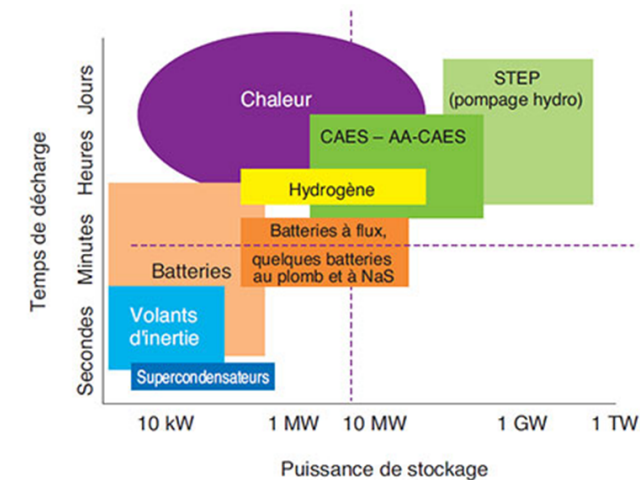 Temps de décharge
Jours
Heures
Minutes
Secondes
Chaleur
STEP
(pompage hydro)
CAES – AA-CAES
Hydrogène
Batteries à flux,
quelques batteries
au plomb et à NaS
Batteries
Volants
d'inertie
Supercondensateurs
10 kW
1 MW
10 MW
1 GW
1 TW
Puissance de stockage